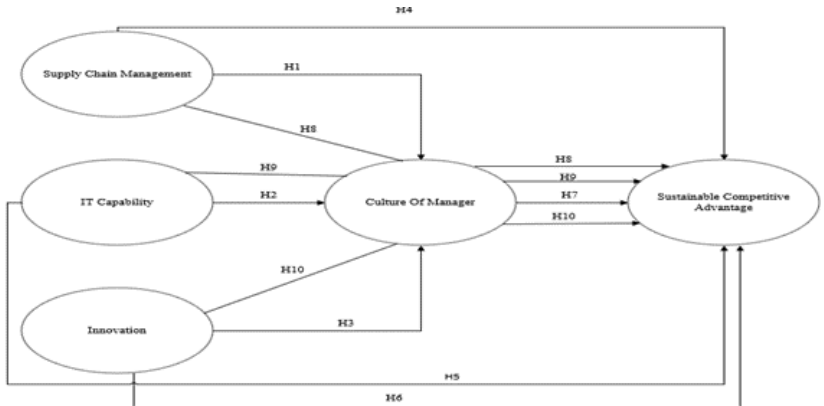 H4
Supply Chain Management
H1
H8
H9
IT Capability
H2
Culture Of Manager
H8
H9
H7
H10
Sustainable Competitive
Advantage
H10
Innovation
H3
H5
H6